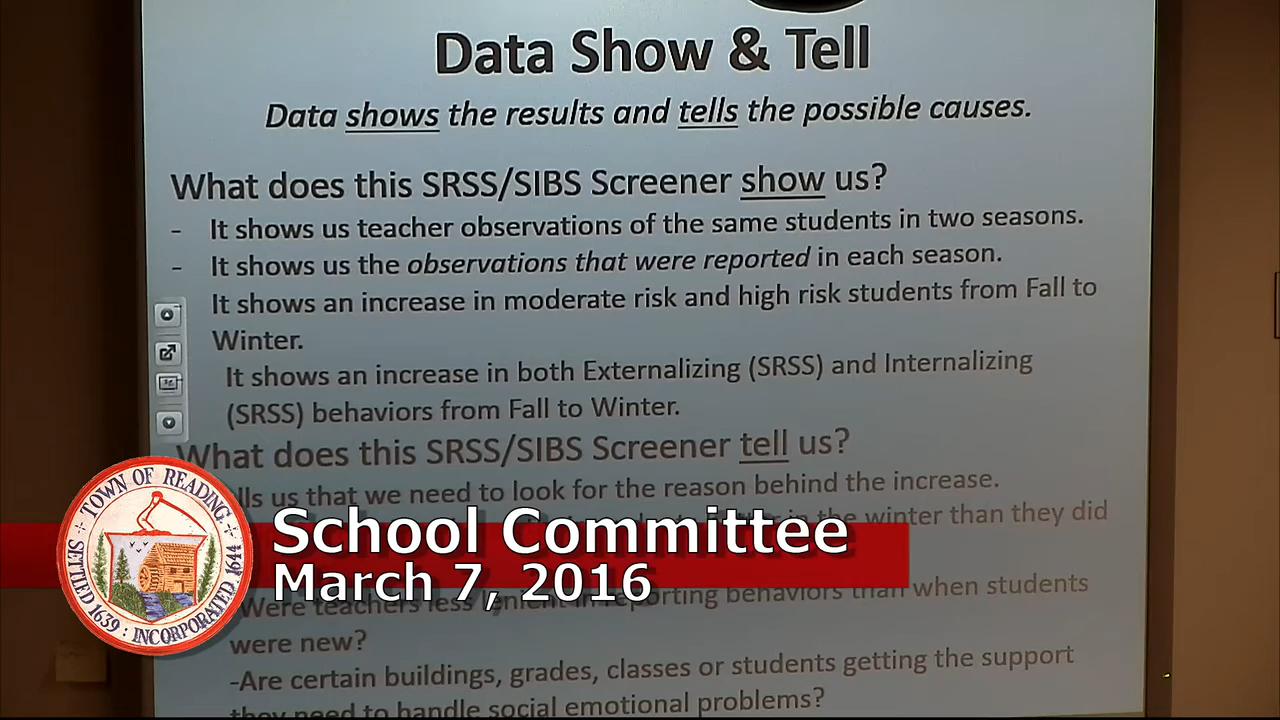 Data Show & Tell
Data shows the results and tells the possible causes.
What does this SRSS/SIBS Screener show us?
- It shows us teacher observations of the same students in two seasons.
- It shows us the observations that were reported in each season.
It shows an increase in moderate risk and high risk students from Fall to
Winter.
It shows an increase in both Externalizing (SRSS) and Internalizing
(SRSS) behaviors from Fall to Winter.
What does this SRSS/SIBS Screener tell us?
us that we need to look for the reason behind the increase.
in the winter than they did
School Committee
March 7, 2016
Were teachers less lenient in reporting behaviors than when students
were new?
-Are certain buildings, grades, classes or students getting the support
they need to handle social emotional problems?
TOWN OF READING
SETTLED 1639 : INCORPORATED 1644